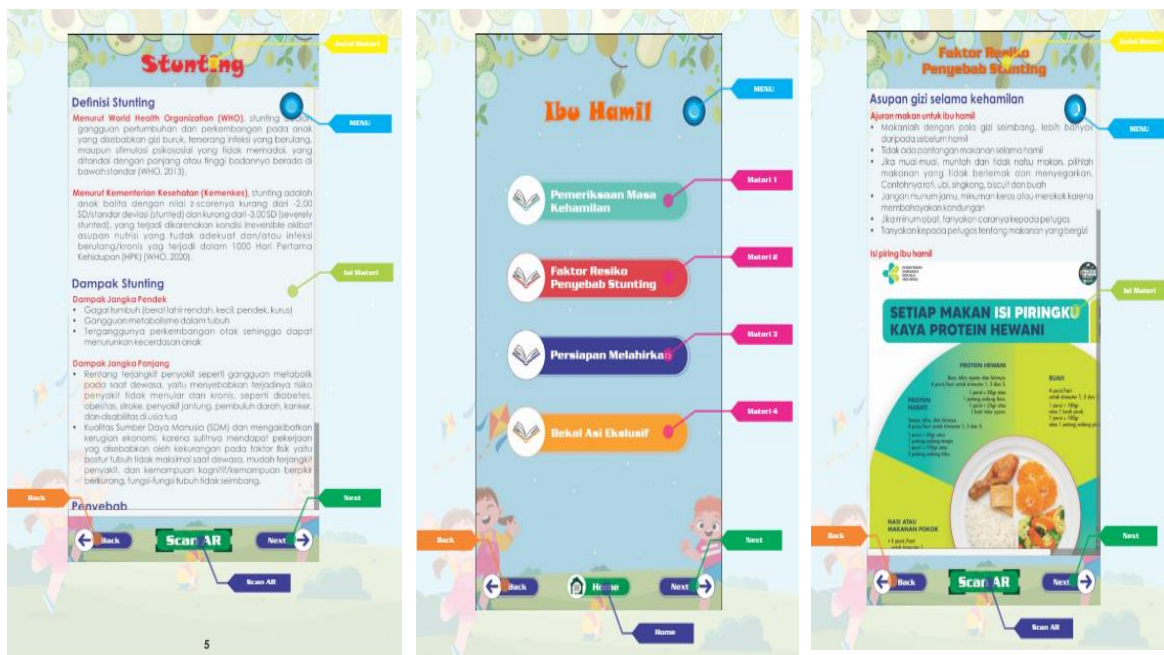 Stunting
Judul Materi
Definisi Stunting
Menurut World Health Organization (WHO), stunting adalah
gangguan pertumbuhan dan perkembangan pada anak
yang disebabkan gizi buruk, terserang infeksi yang berulang,
maupun stimulasi psikososial yang tidak memadai, yang
ditandai dengan panjang atau tinggi badannya berada di
bawah standar (WHO, 2013).
MENU
Menurut Kementerian Kesehatan (Kemenkes), stunting adalah
anak balita dengan nilai z-scorenya kurang dari -2.00
SD/standar deviasi (stunted) dan kurang dari -3.00 SD (severely
stunted), yang terjadi dikarenakan kondisi irreversible akibat
asupan nutrisi yang tudak adekuat dan/atau infeksi
berulang/kronis yag terjadi dalam 1000 Hari Pertama
Kehidupan (HPK) (WHO, 2020).
Isi Materi
Dampak Stunting
Dampak Jangka Pendek
• Gagal tumbuh (berat lahir rendah, kecil, pendek, kurus)
• Gangguan metabolisme dalam tubuh
• Terganggunya perkembangan otak sehingga dapat
menurunkan kecerdasan anak
Dampak Jangka Panjang
• Rentang terjangkit penyakit seperti gangguan metabolik
pada saat dewasa, yaitu menyebabkan terjadinya risiko
penyakit tidak menular dan kronis, seperti diabetes,
obesitas, stroke, penyakit jantung, pembuluh darah, kanker,
dan disabilitas di usia tua
• Kualitas Sumber Daya Manusia (SDM) dan mengakibatkan
kerugian ekonomi, karena sulitnya mendapat pekerjaan
yag disebabkan oleh kekurangan pada faktor fisik yaitu
postur tubuh tidak maksimal saat dewasa, mudah terjangkit
penyakit, dan kemampuan kagnitif/kemampuan berpikir
berkurang, fungsi-fungsi tubuh tidak seimbang.
Penyebab
Back
Next
Back
Scan AR
Next
Scan AR
5
Ibu Hamil
MENU
Pemeriksaan Masa
Kehamilan
Materi 1
Faktor Resiko
Penyebab Stunting
Materi 2
Persiapan Melahirkan
Materi 3
Bekal Asi Ekslusif
Materi 4
Back
Next
Back
Home
Next
Home
Faktor Resiko
Penyebab Stunting
Judul Materi
Asupan gizi selama kehamilan
MENU
Ajuran makan untuk ibu hamil
• Makanlah dengan pola gizi seimbang, lebih banyak
daripada sebelum hamil
• Tidak ada pantangan makanan selama hamil
• Jika mual-mual, muntah dan tidak nafsu makan, pilihlah
makanan yang tidak berlemak dan menyegarkan.
Contohnya roti, ubi, singkong, biscuit dan buah
• Jangan munum jamu, minuman keras atau merokok karena
membahayakan kandungan
• Jika minum obat, tanyakan caranya kepada petugas
• Tanyakan kepada petugas tentang makanan yang bergizi
Isi piring ibu hamil
Isi Materi
SETIAP MAKAN ISI PIRINGKU
KAYA PROTEIN HEWANI
PROTEIN HEWANI
BUAH
PROTEIN
NABATI
NASI ATAU
MAKANAN POKOK
Back
Next
Back
Scan AR
Next
Scan AR